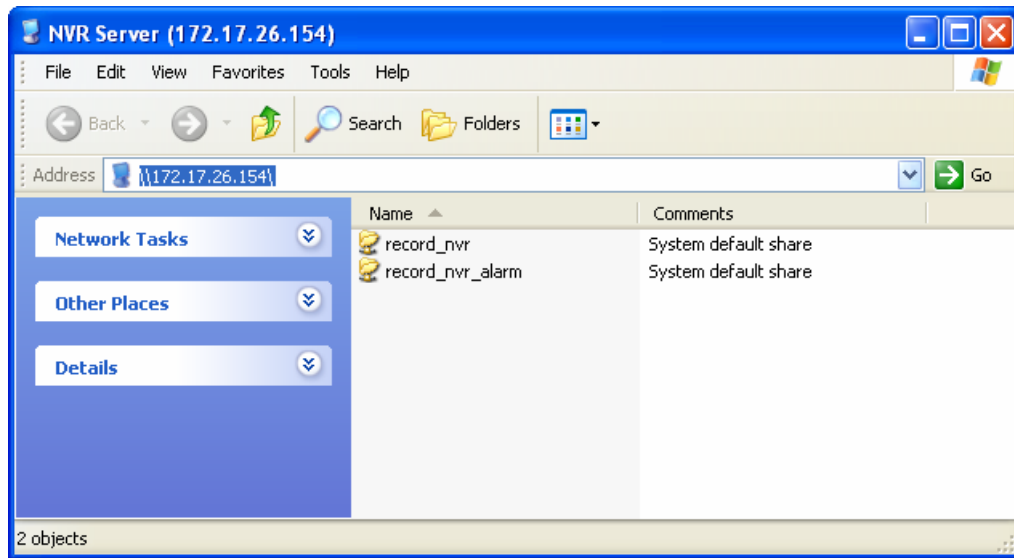 NVR Server (172.17.26.154)
File Edit View Favorites Tools Help
Back Search Folders
Address \\172.17.26.154\ Go
Name Comments
Network Tasks
record_nvr System default share
record_nvr_alarm System default share
Other Places
Details
2 objects